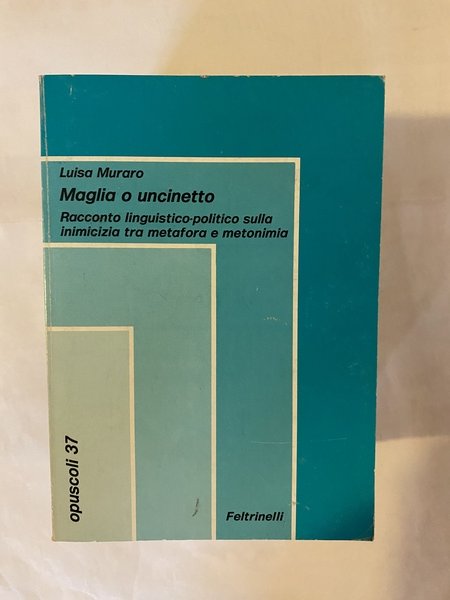 Luisa Muraro
Maglia o uncinetto
Racconto linguistico-politico sulla
inimicizia tra metafora e metonimia
opuscoli 37
Feltrinelli